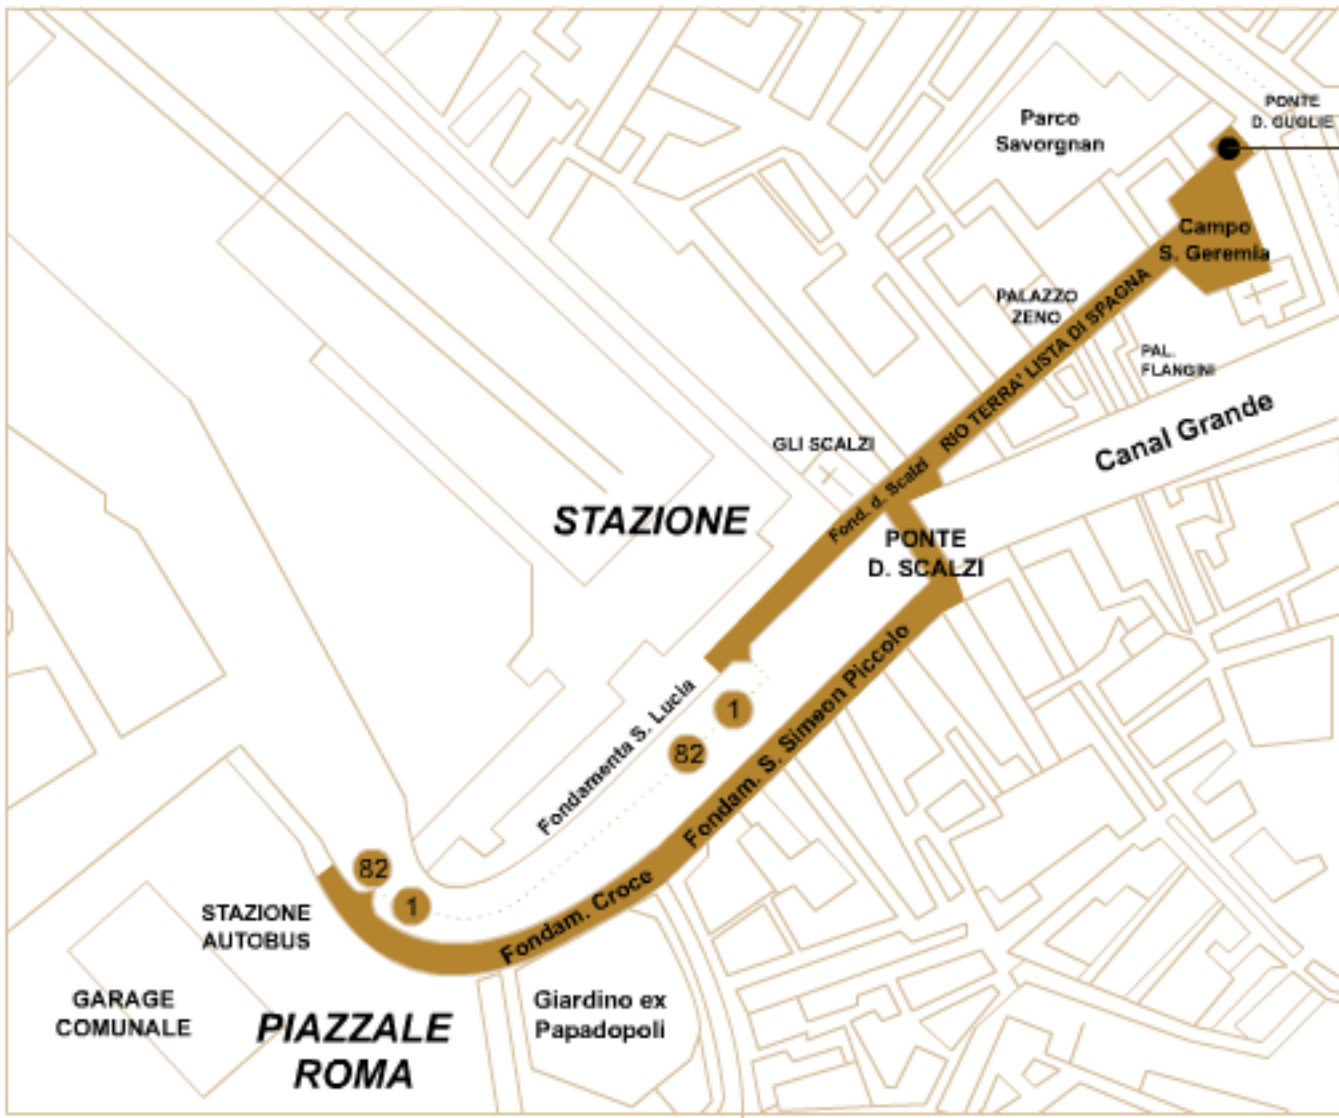 PONTE
D. GUGLIE
Parco
Savorgnan
Campo
S. Geremia
PALAZZO
ZENO
RIO TERRA' LISTA DI SPAGNA
PAL.
FLANGINI
Canal Grande
GLI SCALZI
Fond. d. Scalzi
STAZIONE
PONTE
D. SCALZI
Fondamenta S. Lucia
1
82
Fondam. S. Simeon Piccolo
82
1
Fondam. Croce
STAZIONE
AUTOBUS
GARAGE
COMUNALE
PIAZZALE
ROMA
Giardino ex
Papadopoli